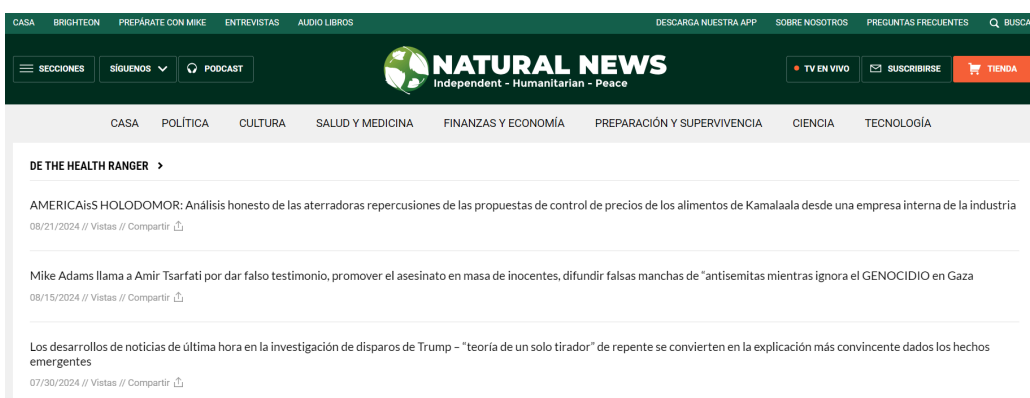 CASA BRIGHTEON PREPÁRATE CON MIKE ENTREVISTAS AUDIO LIBROS DESCARGA NUESTRA APP SOBRE NOSOTROS PREGUNTAS FRECUENTES BUSCA
SECCIONES SÍGUENOS PODCAST NATURAL NEWS TV EN VIVO SUSCRIBIRSE TIENDA
Independent - Humanitarian - Peace
CASA POLÍTICA CULTURA SALUD Y MEDICINA FINANZAS Y ECONOMÍA PREPARACIÓN Y SUPERVIVENCIA CIENCIA TECNOLOGÍA
DE THE HEALTH RANGER >
AMERICAisS HOLODOMOR: Análisis honesto de las aterradoras repercusiones de las propuestas de control de precios de los alimentos de Kamalaala desde una empresa interna de la industria
08/21/2024 // Vistas // Compartir
Mike Adams llama a Amir Tsarfati por dar falso testimonio, promover el asesinato en masa de inocentes, difundir falsas manchas de “antisemitas mientras ignora el GENOCIDIO en Gaza
08/15/2024 // Vistas // Compartir
Los desarrollos de noticias de última hora en la investigación de disparos de Trump – “teoría de un solo tirador” de repente se convierten en la explicación más convincente dados los hechos
emergentes
07/30/2024 // Vistas // Compartir